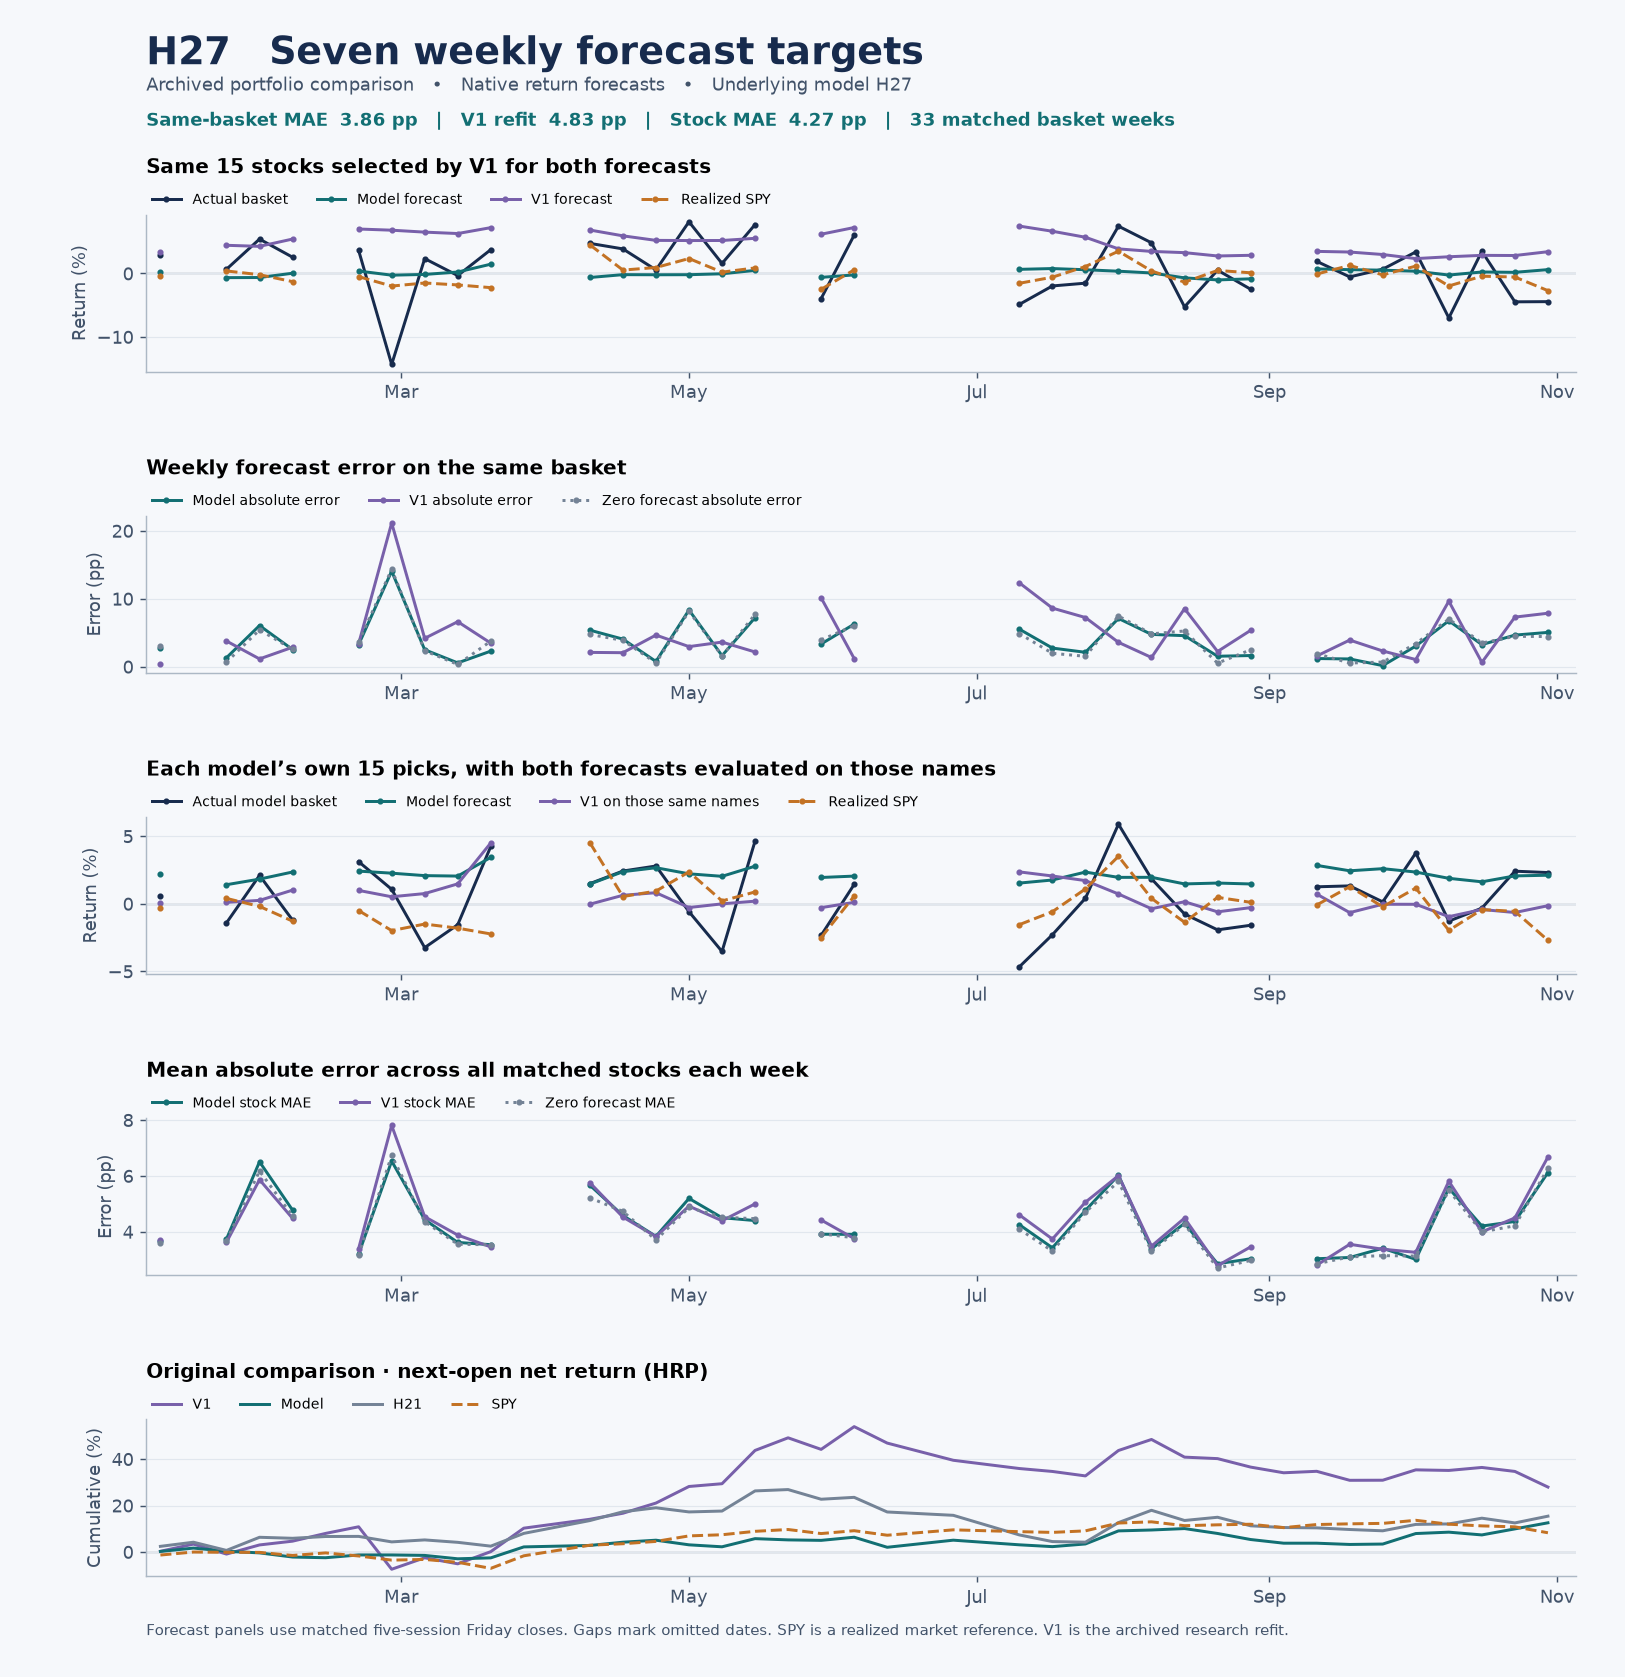 H27   Seven weekly forecast targets
Archived portfolio comparison   •   Native return forecasts   •   Underlying model H27
Same-basket MAE  3.86 pp   |   V1 refit  4.83 pp   |   Stock MAE  4.27 pp   |   33 matched basket weeks
Same 15 stocks selected by V1 for both forecasts
Actual basket   Model forecast   V1 forecast   Realized SPY
Return (%)
0
−10
Mar   May   Jul   Sep   Nov
Weekly forecast error on the same basket
Model absolute error   V1 absolute error   Zero forecast absolute error
Error (pp)
20
10
0
Mar   May   Jul   Sep   Nov
Each model’s own 15 picks, with both forecasts evaluated on those names
Actual model basket   Model forecast   V1 on those same names   Realized SPY
Return (%)
5
0
−5
Mar   May   Jul   Sep   Nov
Mean absolute error across all matched stocks each week
Model stock MAE   V1 stock MAE   Zero forecast MAE
Error (pp)
8
6
4
Mar   May   Jul   Sep   Nov
Original comparison · next-open net return (HRP)
V1   Model   H21   SPY
Cumulative (%)
40
20
0
Mar   May   Jul   Sep   Nov
Forecast panels use matched five-session Friday closes. Gaps mark omitted dates. SPY is a realized market reference. V1 is the archived research refit.